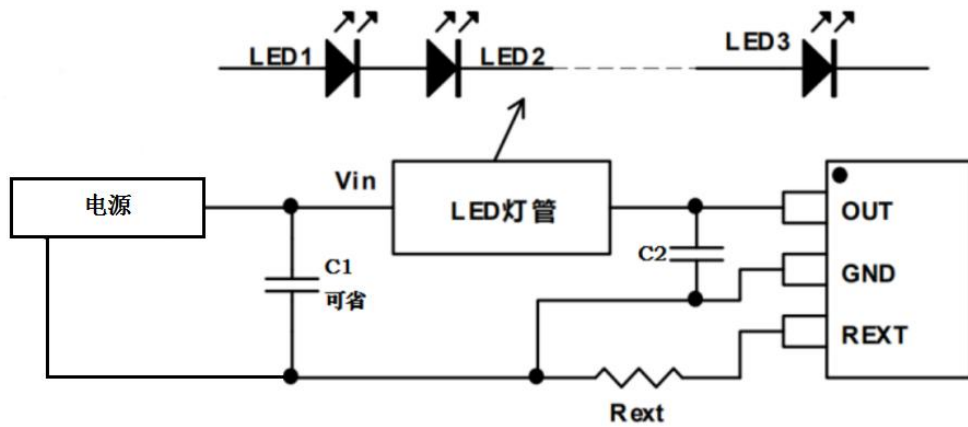 LED1
LED2
LED3
电源
Vin
LED灯管
OUT
C1
可省
C2
GND
REXT
Rext